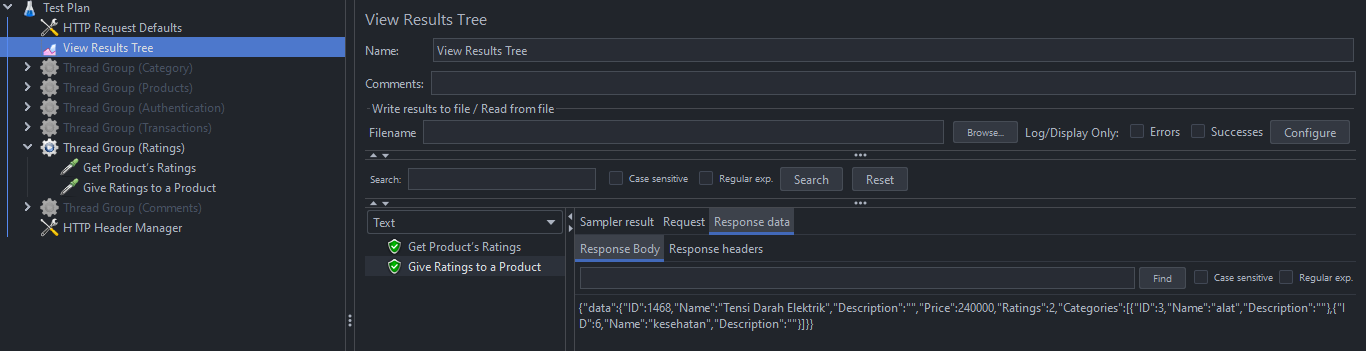 Test Plan
HTTP Request Defaults
View Results Tree
Thread Group (Category)
Thread Group (Products)
Thread Group (Authentication)
Thread Group (Transactions)
Thread Group (Ratings)
Get Product's Ratings
Give Ratings to a Product
Thread Group (Comments)
HTTP Header Manager
View Results Tree
Name: View Results Tree
Comments:
Write results to file / Read from file
Filename Browse... Log/Display Only: Errors Successes Configure
Search: Case sensitive Regular exp. Search Reset
Text
Get Product's Ratings
Give Ratings to a Product
Sampler result Request Response data
Response Body Response headers
Find Case sensitive Regular exp.
{"data":{"ID":1468,"Name":"Tensi Darah Elektrik","Description":"","Price":240000,"Ratings":2,"Categories":[{"ID":3,"Name":"alat","Description":""},{"I
D":6,"Name":"kesehatan","Description":""}]}}